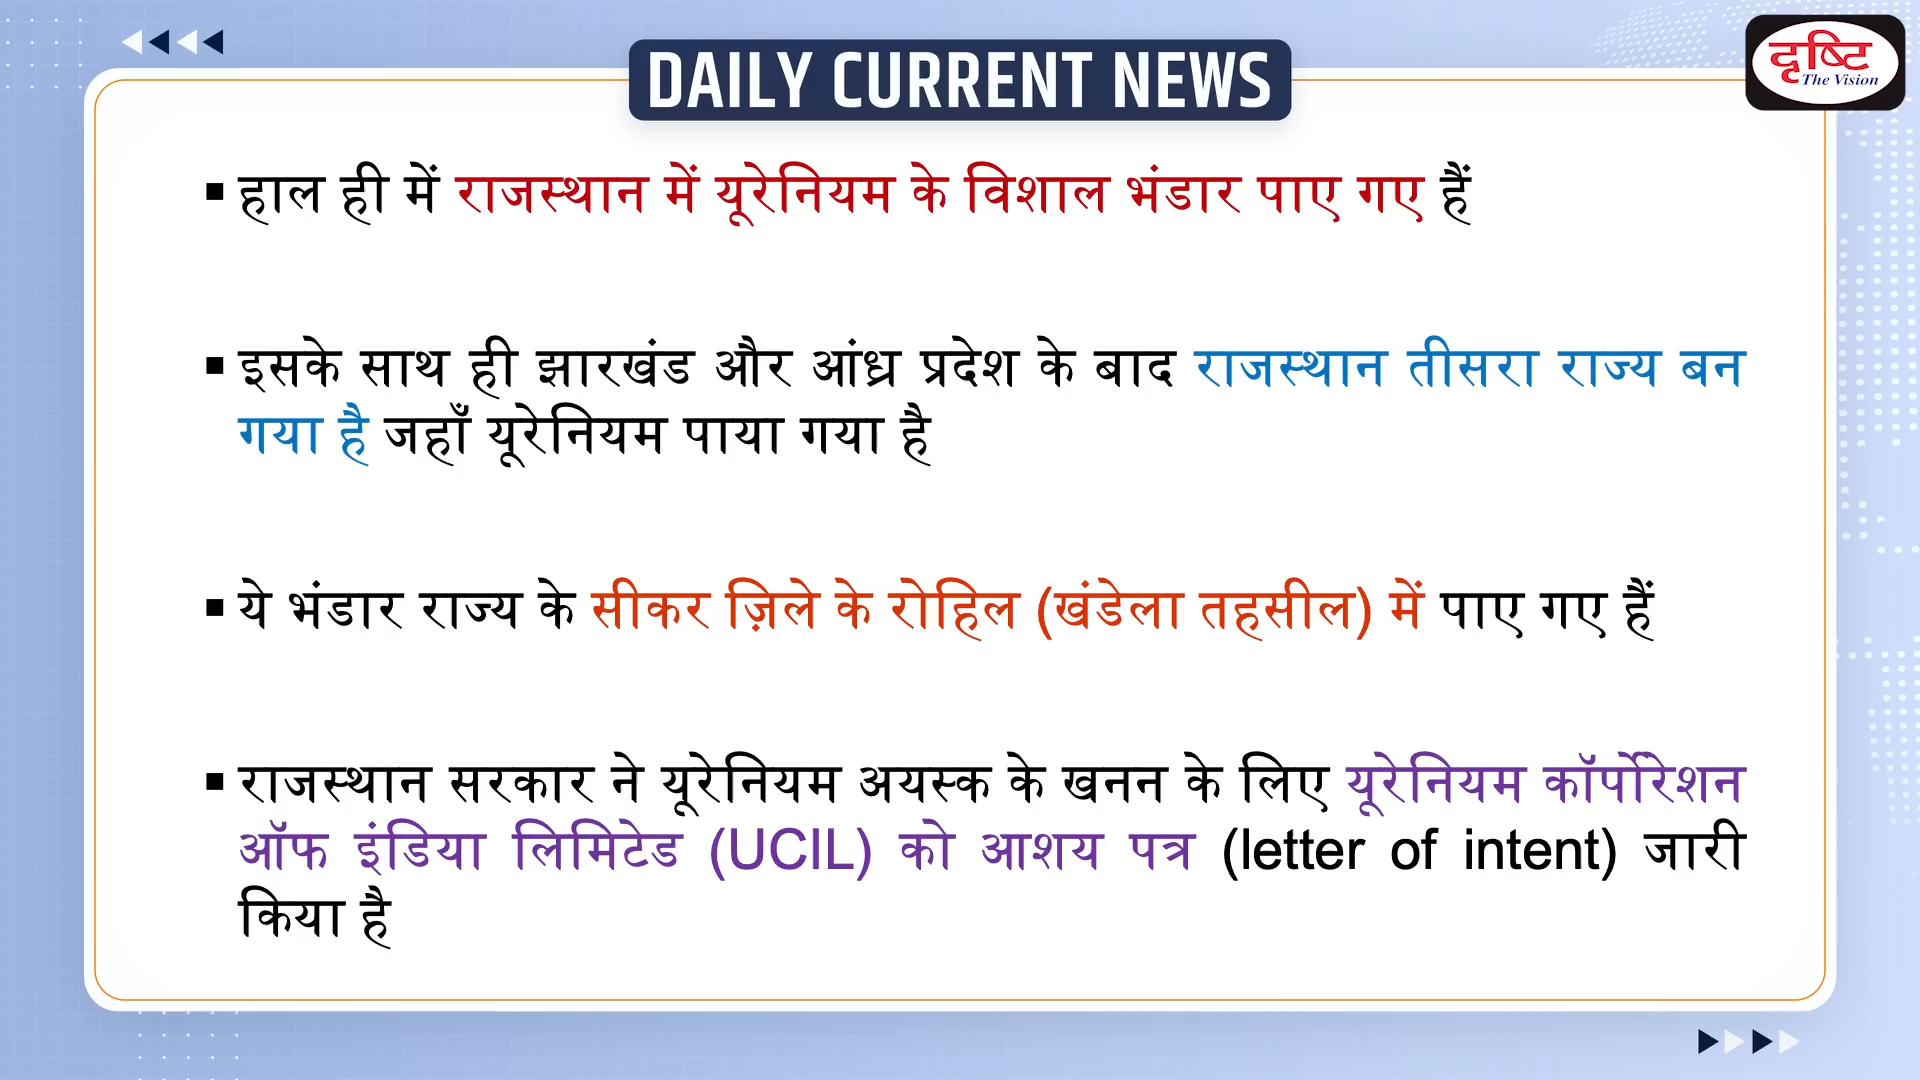 DAILY CURRENT NEWS
दृष्टि
The Vision
▪ हाल ही में राजस्थान में यूरेनियम के विशाल भंडार पाए गए हैं
▪ इसके साथ ही झारखंड और आंध्र प्रदेश के बाद राजस्थान तीसरा राज्य बन
गया है जहाँ यूरेनियम पाया गया है
▪ ये भंडार राज्य के सीकर ज़िले के रोहिल (खंडेला तहसील) में पाए गए हैं
▪ राजस्थान सरकार ने यूरेनियम अयस्क के खनन के लिए यूरेनियम कॉर्पोरेशन
ऑफ इंडिया लिमिटेड (UCIL) को आशय पत्र (letter of intent) जारी
किया है